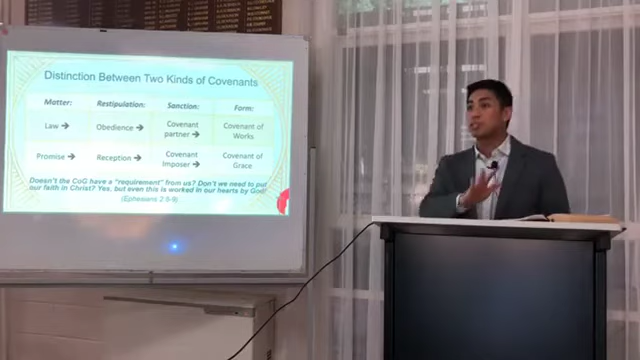 Distinction Between Two Kinds of Covenants
Matter: Restipulation: Sanction: Form:
Law → Obedience → Covenant partner → Covenant of Works
Promise → Reception → Covenant Imposer → Covenant of Grace
Doesn't the CoG have a "requirement" from us? Don't we need to put
our faith in Christ? Yes, but even this is worked in our hearts by God!
(Ephesians 2:8-9)